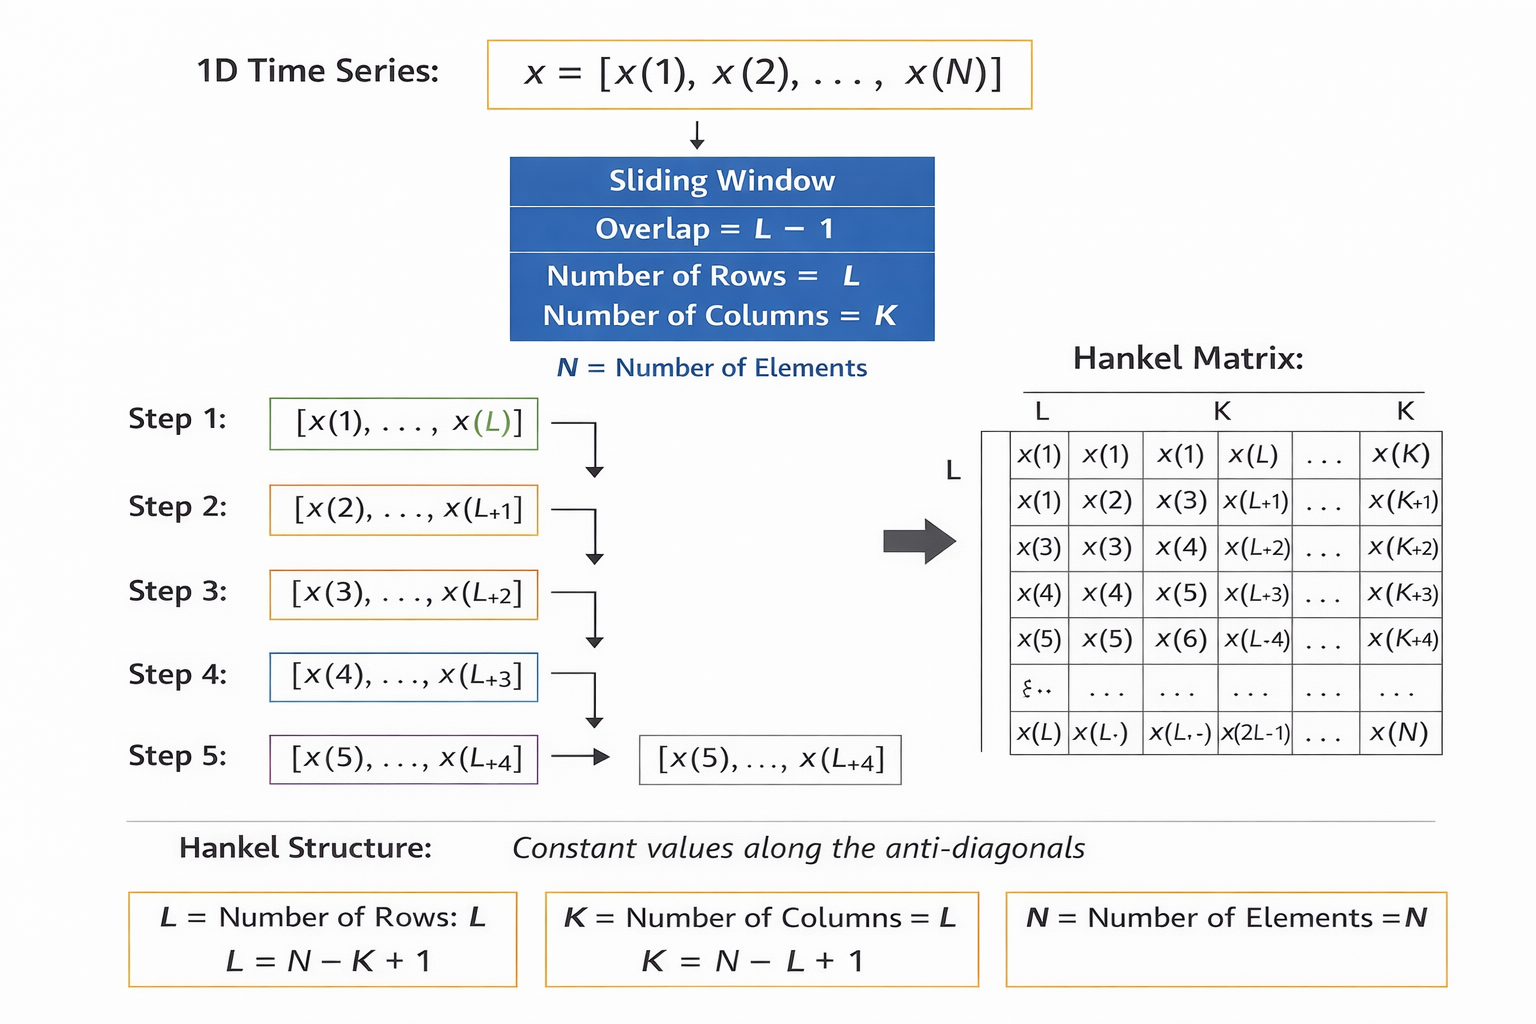 1D Time Series: x = [x(1), x(2), . . . , x(N)]
Sliding Window
Overlap = L − 1
Number of Rows = L
Number of Columns = K
N = Number of Elements
Hankel Matrix:
L K K
L
Step 1: [x(1), . . . , x(L)]
Step 2: [x(2), . . ., x(L+1]
Step 3: [x(3), . . ., x(L+2]
Step 4: [x(4), . . ., x(L+3]
Step 5: [x(5), . . ., x(L+4] [x(5), . . ., x(L+4]
x(1) x(1) x(1) x(L) . . . x(K)
x(1) x(2) x(3) x(L+1) . . . x(K+1)
x(3) x(3) x(4) x(L+2) . . . x(K+2)
x(4) x(4) x(5) x(L+3) . . . x(K+3)
x(5) x(5) x(6) x(L-4) . . . x(K+4)
. . . . . . . . . . . . . . .
x(L) x(L·) x(2L-1) . . . x(N)
Hankel Structure: Constant values along the anti-diagonals
L = Number of Rows: L
L = N − K + 1
K = Number of Columns = L
K = N − L + 1
N = Number of Elements = N